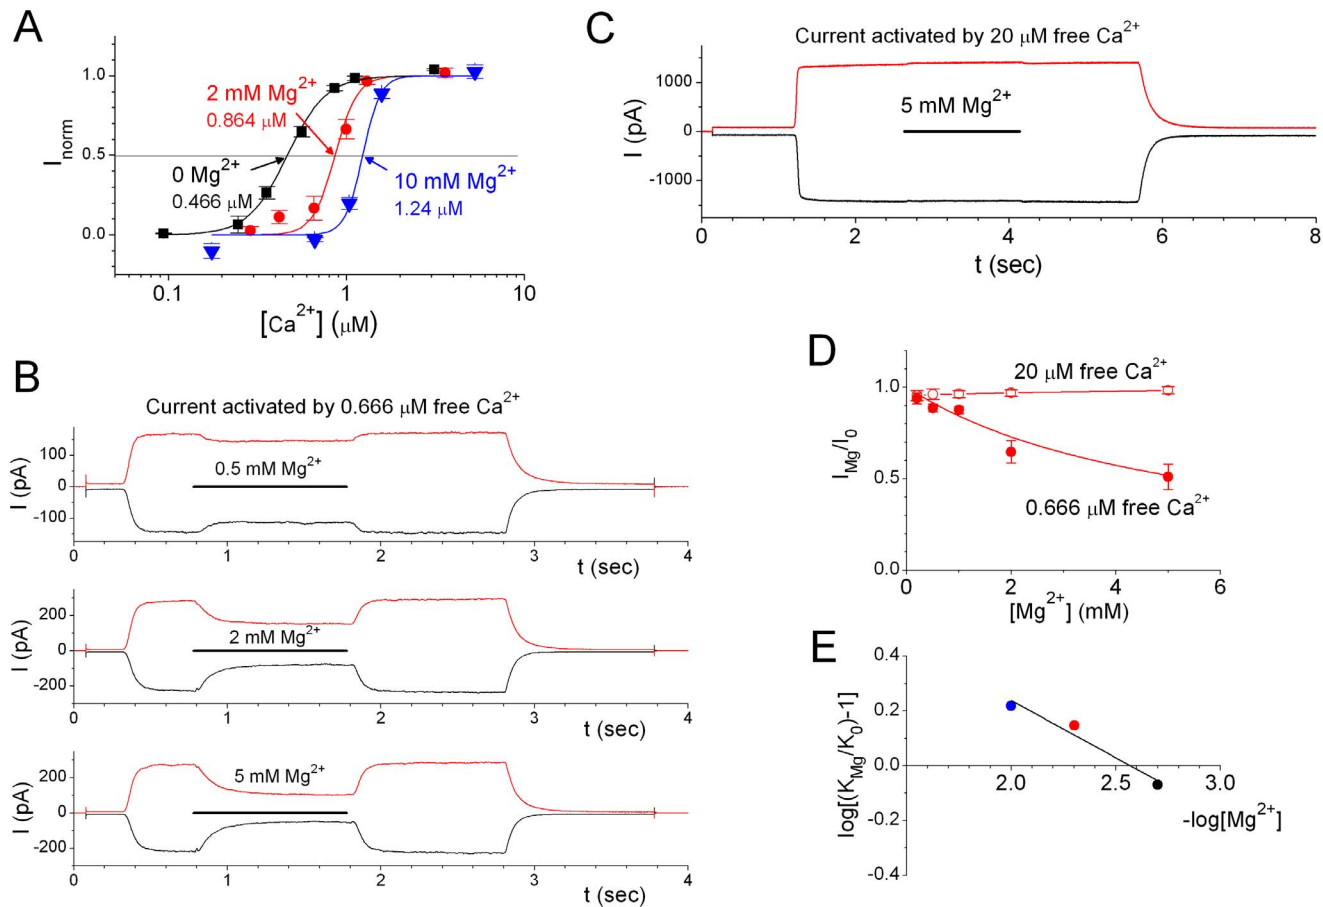 A
I norm
1.0
0.5
0.0
2 mM Mg²⁺
0.864 μM
0 Mg²⁺
0.466 μM
10 mM Mg²⁺
1.24 μM
0.1
1
10
[Ca²⁺] (μM)
B
Current activated by 0.666 μM free Ca²⁺
I (pA)
100
0
-100
0.5 mM Mg²⁺
0
1
2
3
4
t (sec)
I (pA)
200
0
-200
2 mM Mg²⁺
0
1
2
3
4
t (sec)
I (pA)
200
0
-200
5 mM Mg²⁺
0
1
2
3
4
t (sec)
C
Current activated by 20 μM free Ca²⁺
I (pA)
1000
0
-1000
5 mM Mg²⁺
0
2
4
6
8
t (sec)
D
I_Mg/I_0
1.0
0.5
0.0
20 μM free Ca²⁺
0.666 μM free Ca²⁺
0
2
4
6
[Mg²⁺] (mM)
E
log[(K_Mg/K_0)-1]
0.4
0.2
0.0
-0.2
-0.4
2.0
2.5
3.0
-log[Mg²⁺]